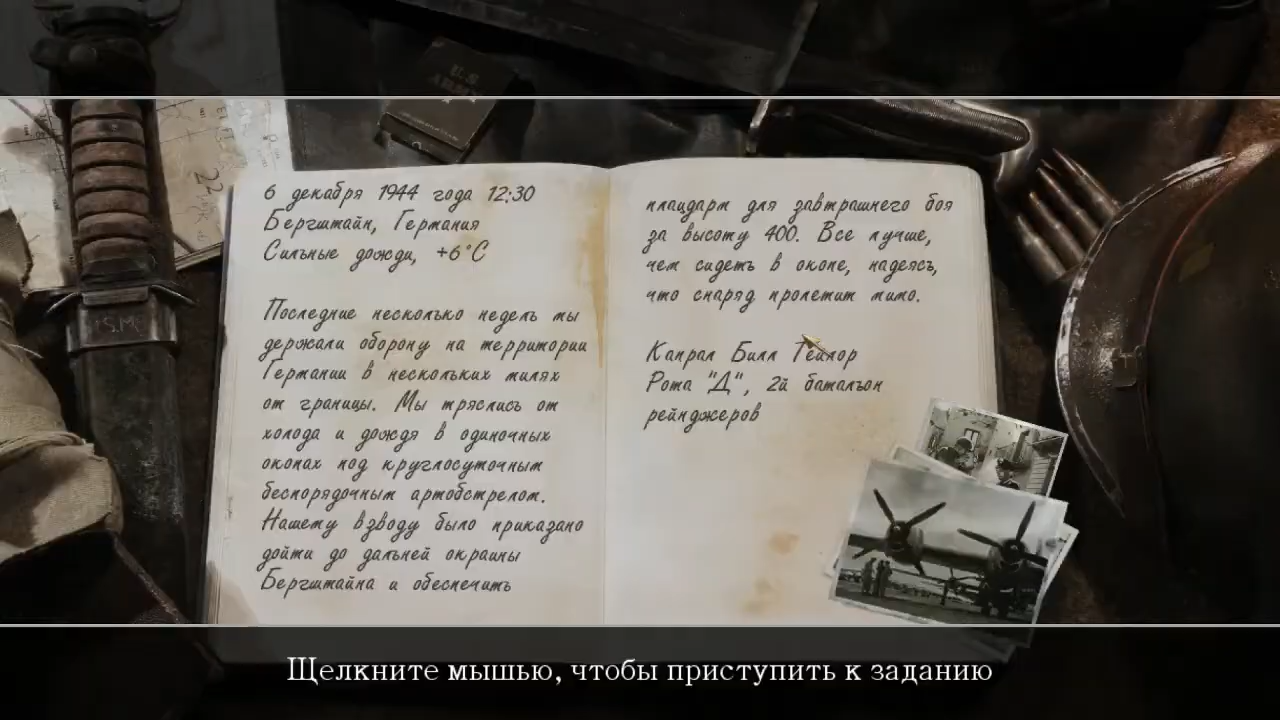 U.S
ARMY
6 декабря 1944 года 12:30
Бергштайн, Германия
Сильные дожди, +6°C
Последние несколько недель мы
держали оборону на территории
Германии в нескольких милях
от границы. Мы тряслись от
холода и дождя в одиночных
окопах под круглосуточным
беспорядочным артобстрелом.
Нашему взводу было приказано
дойти до дальней окраины
Бергштайна и обеспечить
плацдарм для завтрашнего боя
за высоту 400. Все лучше,
чем сидеть в окопе, надеясь,
что снаряд пролетит мимо.
Капрал Билл Тейлор
Рота "Д", 2й батальон
рейнджеров
Щелкните мышью, чтобы приступить к заданию